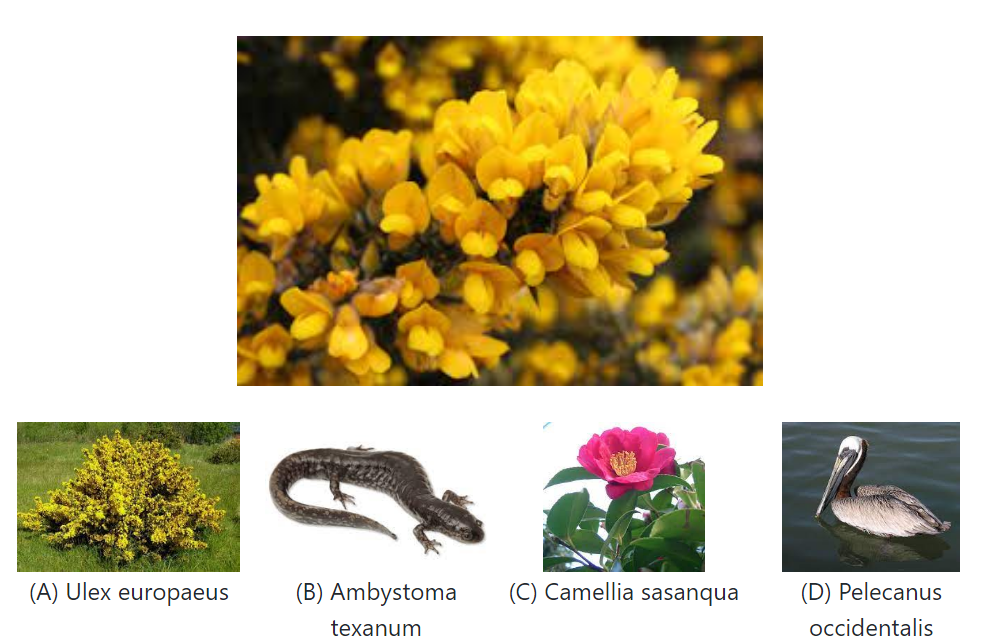 (A) Ulex europaeus
(B) Ambystoma
texanum
(C) Camellia sasanqua
(D) Pelecanus
occidentalis